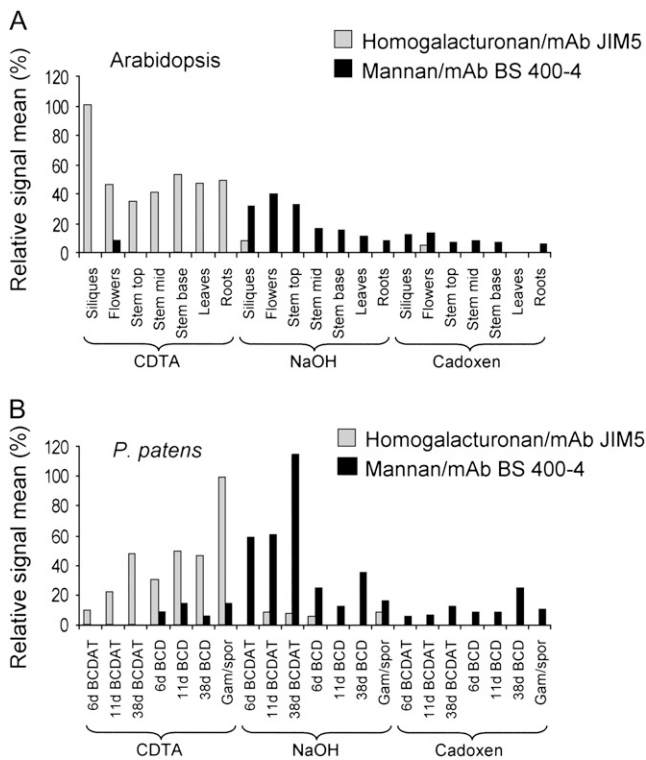 A
Arabidopsis
Homogalacturonan/mAb JIM5
Mannan/mAb BS 400-4
Relative signal mean (%)
120
100
80
60
40
20
0
Siliques
Flowers
Stem top
Stem mid
Stem base
Leaves
Roots
Siliques
Flowers
Stem top
Stem mid
Stem base
Leaves
Roots
Siliques
Flowers
Stem top
Stem mid
Stem base
Leaves
Roots
CDTA
NaOH
Cadoxen
B
P. patens
Homogalacturonan/mAb JIM5
Mannan/mAb BS 400-4
Relative signal mean (%)
120
100
80
60
40
20
0
6d BCDAT
11d BCDAT
38d BCDAT
6d BCD
11d BCD
38d BCD
Gam/spor
6d BCDAT
11d BCDAT
38d BCDAT
6d BCD
11d BCD
38d BCD
Gam/spor
6d BCDAT
11d BCDAT
38d BCDAT
6d BCD
11d BCD
38d BCD
Gam/spor
CDTA
NaOH
Cadoxen